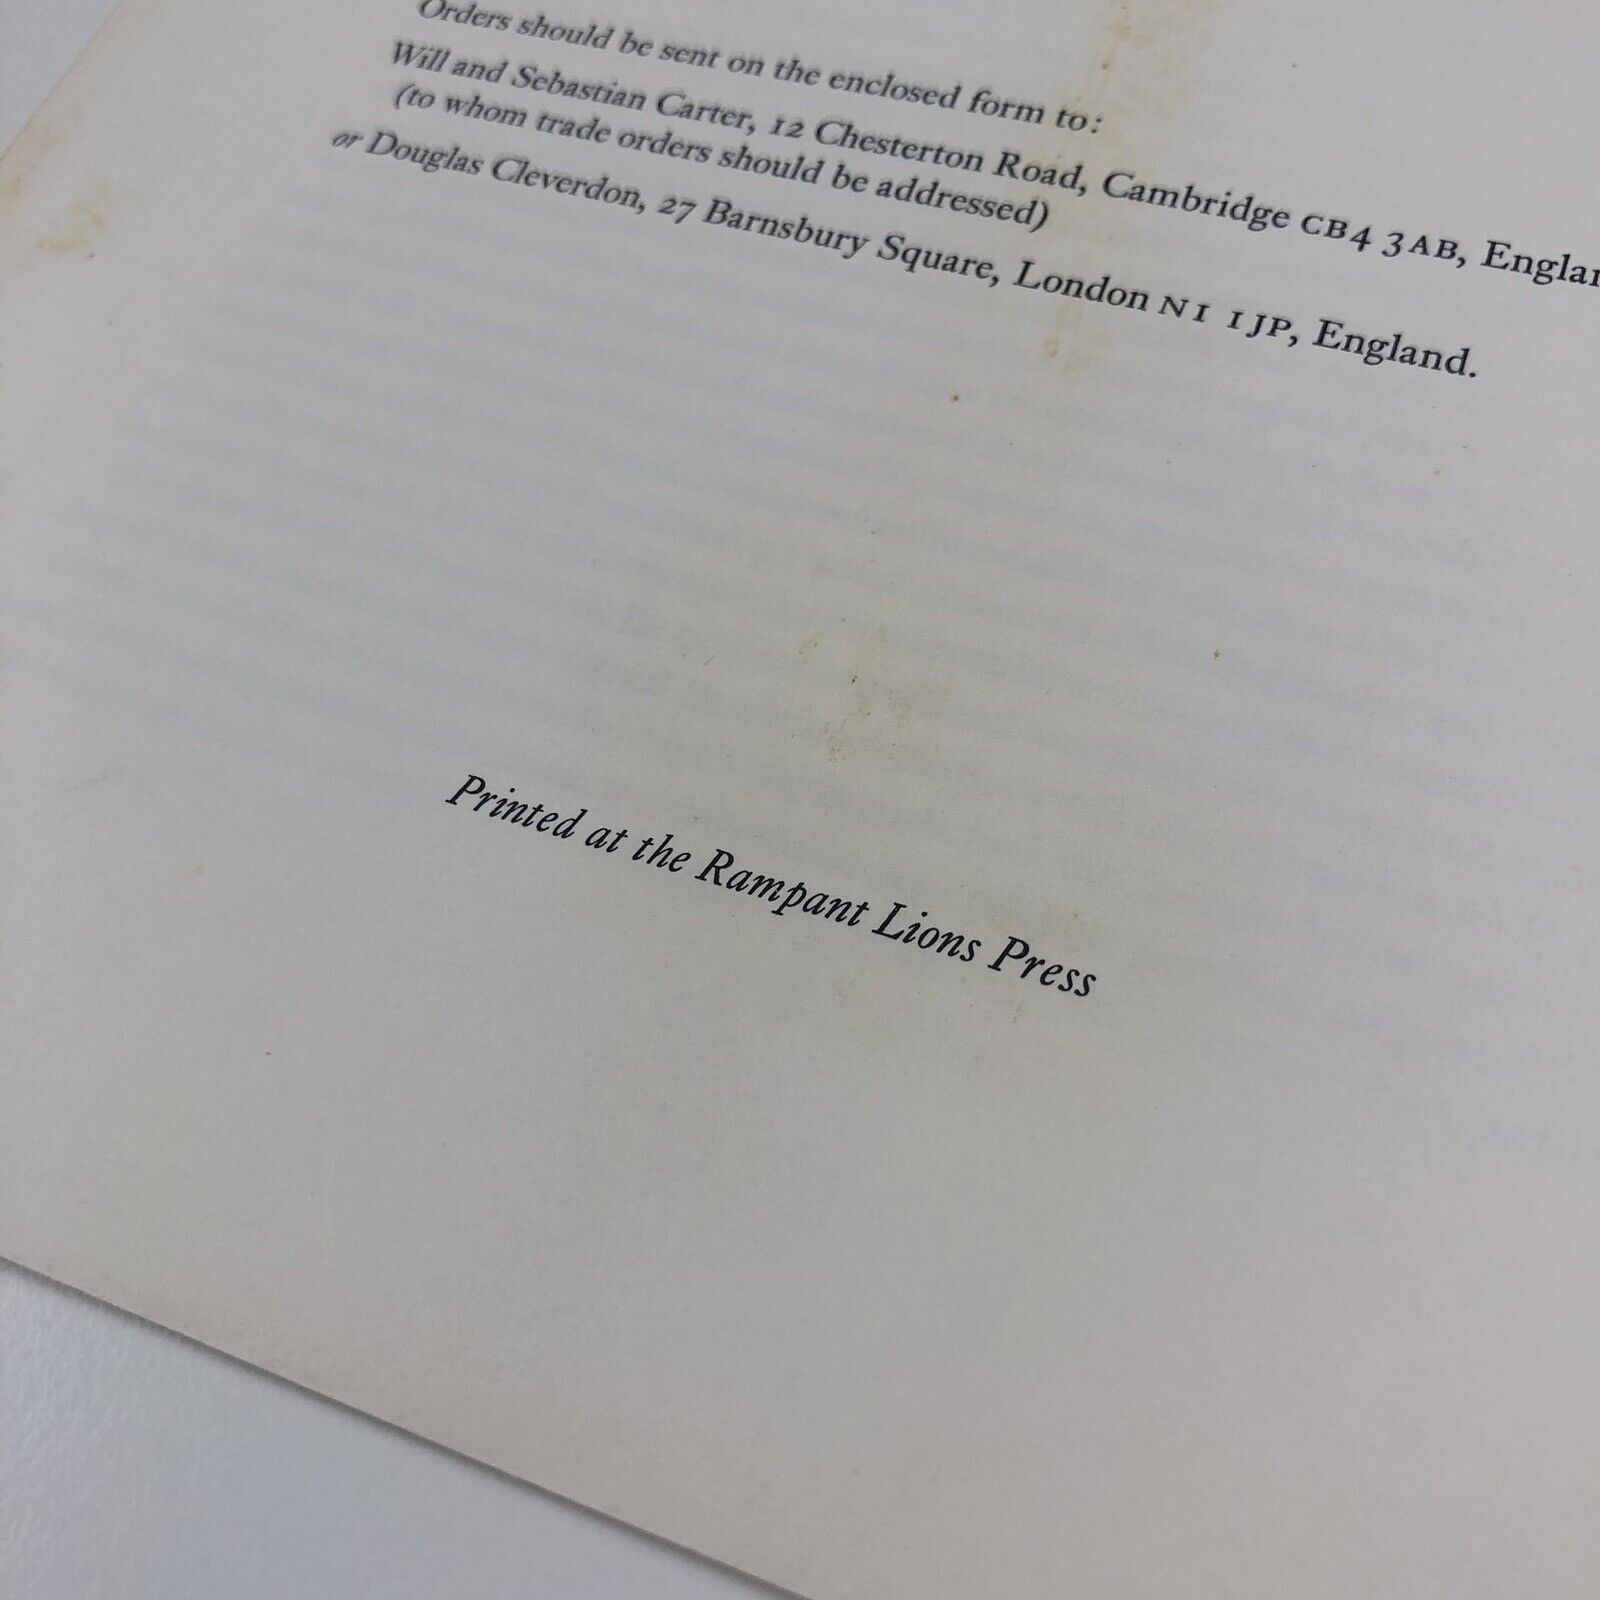 Orders should be sent on the enclosed form to:
Will and Sebastian Carter, 12 Chesterton Road, Cambridge CB4 3AB, Englan
(to whom trade orders should be addressed)
or Douglas Cleverdon, 27 Barnsbury Square, London N1 1JP, England.
Printed at the Rampant Lions Press